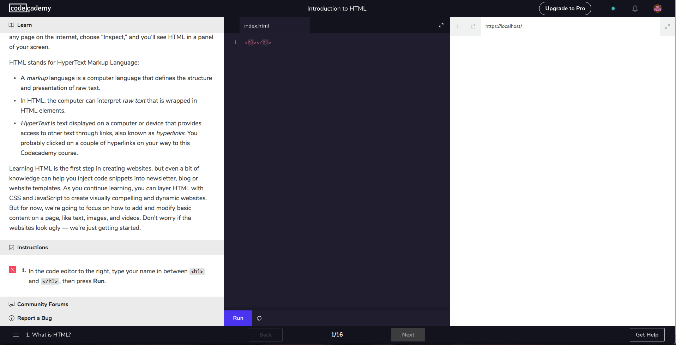 codecademy
Introduction to HTML
Upgrade to Pro
Learn
any page on the internet, choose "Inspect," and you'll see HTML in a panel
of your screen.
HTML stands for HyperText Markup Language:
A markup language is a computer language that defines the structure
and presentation of raw text.
In HTML, the computer can interpret raw text that is wrapped in
HTML elements.
HyperText is text displayed on a computer or device that provides
access to other text through links, also known as hyperlinks. You
probably clicked on a couple of hyperlinks on your way to this
Codecademy course.
Learning HTML is the first step in creating websites, but even a bit of
knowledge can help you inject code snippets into newsletter, blog or
website templates. As you continue learning, you can layer HTML with
CSS and JavaScript to create visually compelling and dynamic websites.
But for now, we're going to focus on how to add and modify basic
content on a page, like text, images, and videos. Don't worry if the
websites look ugly — we're just getting started.
Instructions
1. In the code editor to the right, type your name in between <h1>
and </h1>, then press Run.
Community Forums
Report a Bug
index.html
1 <h1></h1>
Run
http://localhost/
1. What is HTML?
Back
1/16
Next
Get Help